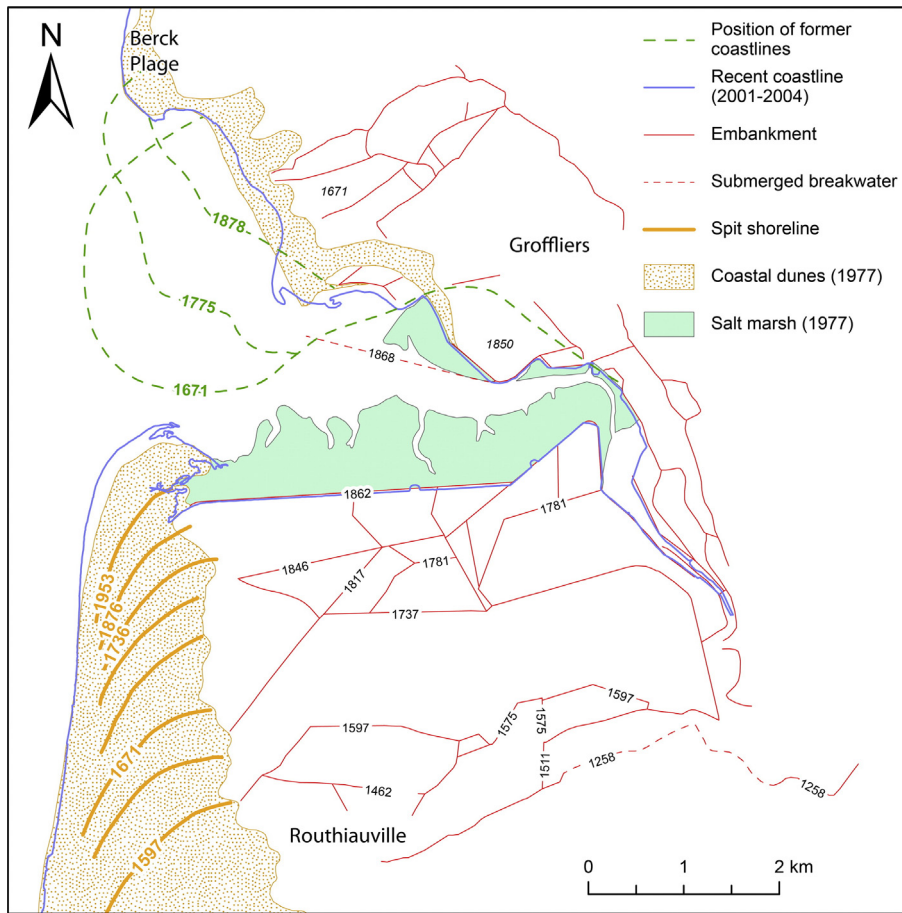 N
Berck
Plage
Position of former
coastlines
Recent coastline
(2001-2004)
Embankment
Submerged breakwater
Spit shoreline
Coastal dunes (1977)
Salt marsh (1977)
1671
Groffliers
1878
1775
1671
1868
1850
1862
1781
1846
1817
1781
1737
1953
1876
1736
1671
1597
1597
1575
1575
1597
1511
1258
1258
1462
Routhiauville
0 1 2 km